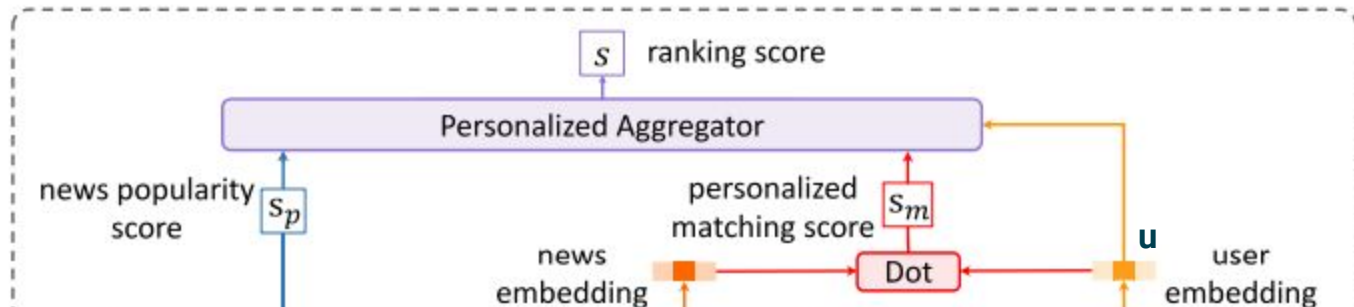 S ranking score
Personalized Aggregator
news popularity
score
Sp
personalized
matching score
Sm
u
news
embedding
Dot
user
embedding